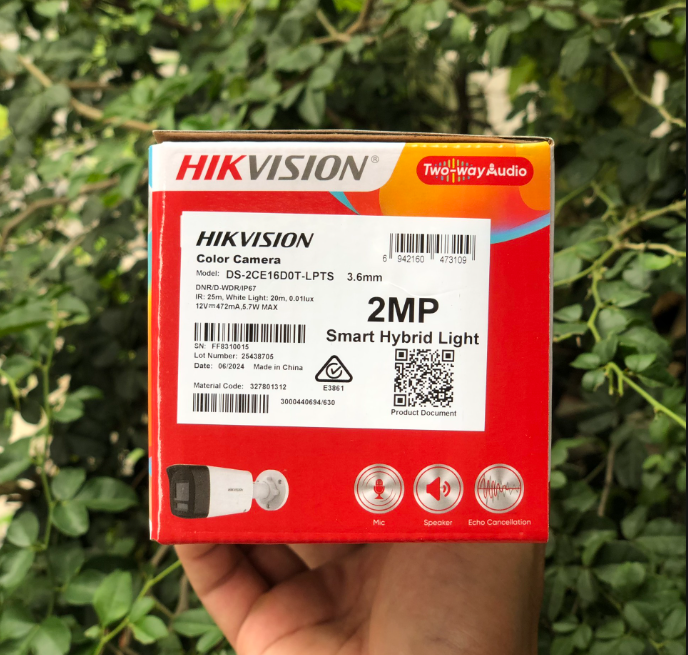 HIKVISION®
Two-way Audio
HIKVISION
Color Camera
Model: DS-2CE16D0T-LPTS 3.6mm
DNR/D-WDR/IP67
IR: 25m, White Light: 20m, 0.01lux
12V⎓472mA, 5.7W MAX
6 942160 473109
2MP
Smart Hybrid Light
SN: FF8310015
Lot Number: 25438705
Date: 06/2024 Made in China
E3861
Material Code: 327801312
3000440694/630
Product Document
HIKVISION
Mic
Speaker
Echo Cancellation